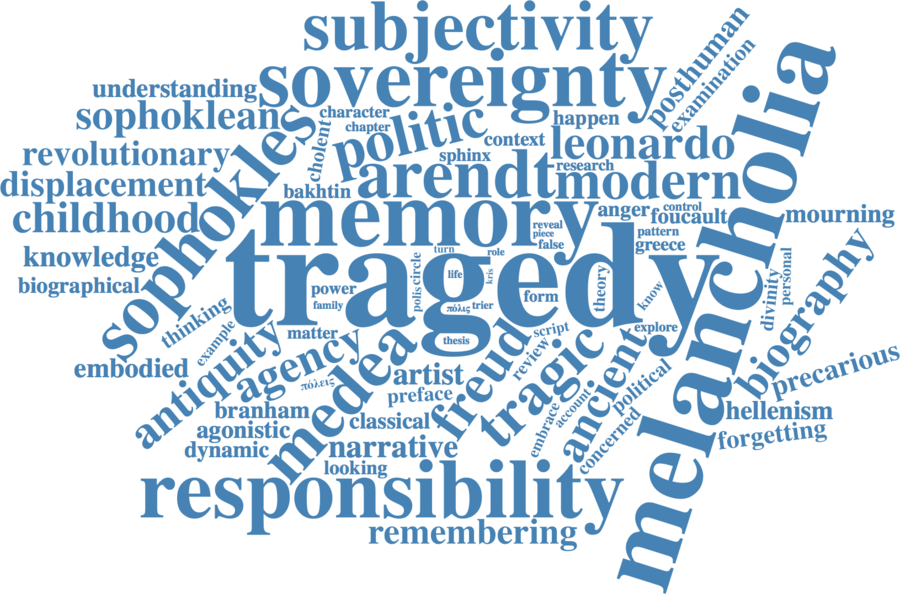 subjectivity
sovereignty
posthuman
examination
understanding
sophoklean
character
chapter
cholent
politic
context
happen
leonardo
research
sphinx
revolutionary
displacement
bakhtin
arendt
modern
melancholia
childhood
sophokles
memory
anger
control
foucault
mourning
reveal
piece
false
pattern
greece
knowledge
biographical
tragedy
turn
role
circle
life
kris
polis
πόλις
trier
power
family
form
theory
know
divinity
personal
biography
thinking
example
matter
thesis
script
review
explore
embodied
antiquity
agency
πόλεις
medea
artist
preface
freud
tragic
ancient
political
precarious
branham
agonistic
dynamic
classical
narrative
looking
embrace
account
concerned
hellenism
forgetting
responsibility
remembering